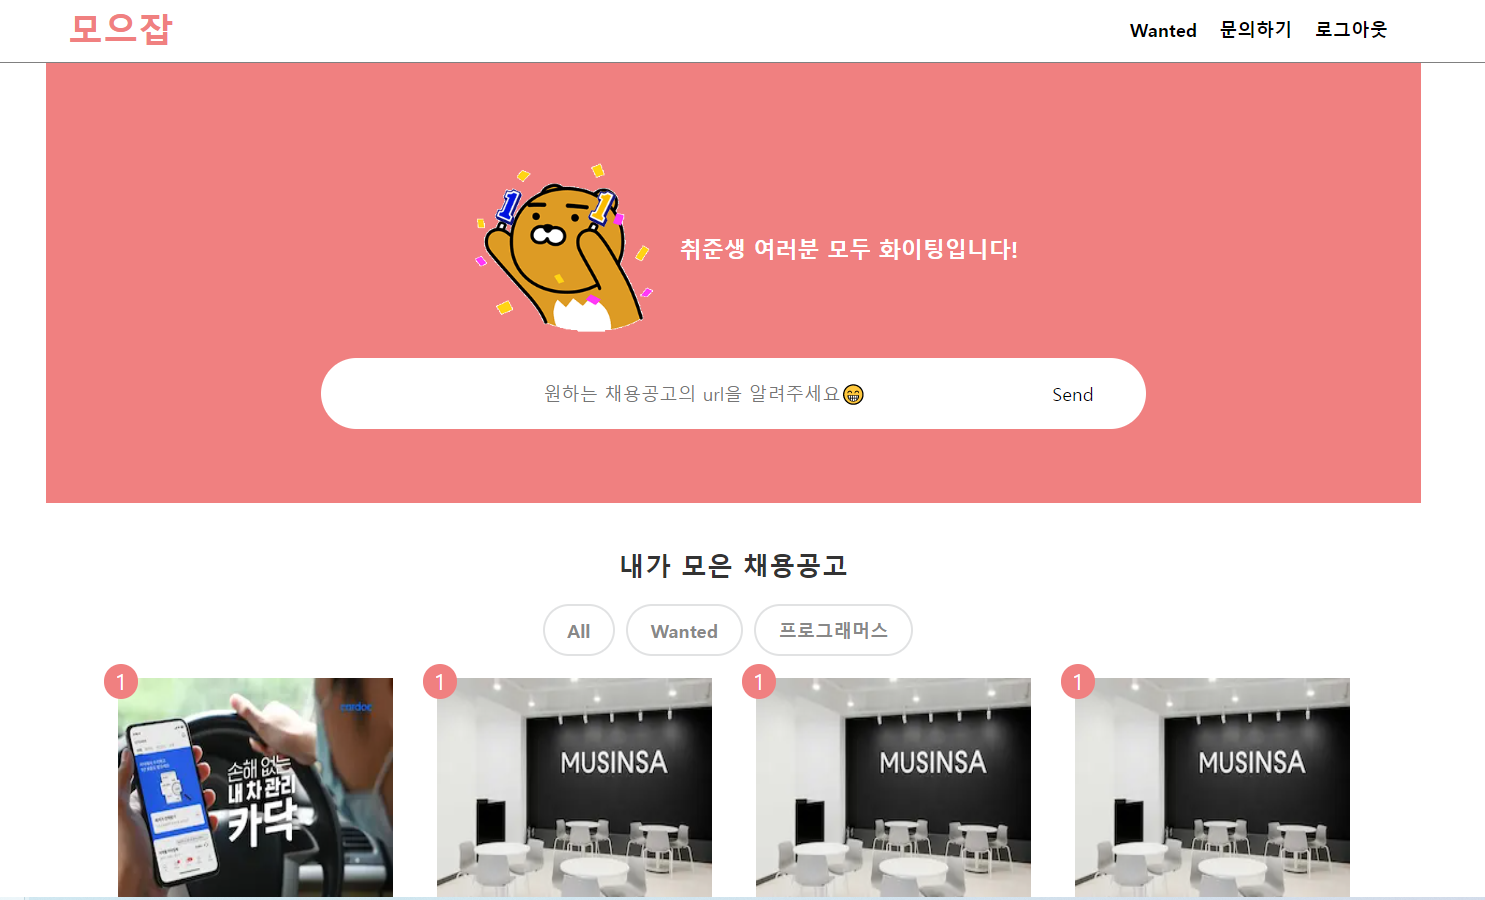 모으잡
Wanted 문의하기 로그아웃
1 1
취준생 여러분 모두 화이팅입니다!
원하는 채용공고의 url을 알려주세요😁 Send
내가 모은 채용공고
All Wanted 프로그래머스
1 1 1 1
cardoc
손해 없는
내 차 관리
카닥
MUSINSA MUSINSA MUSINSA